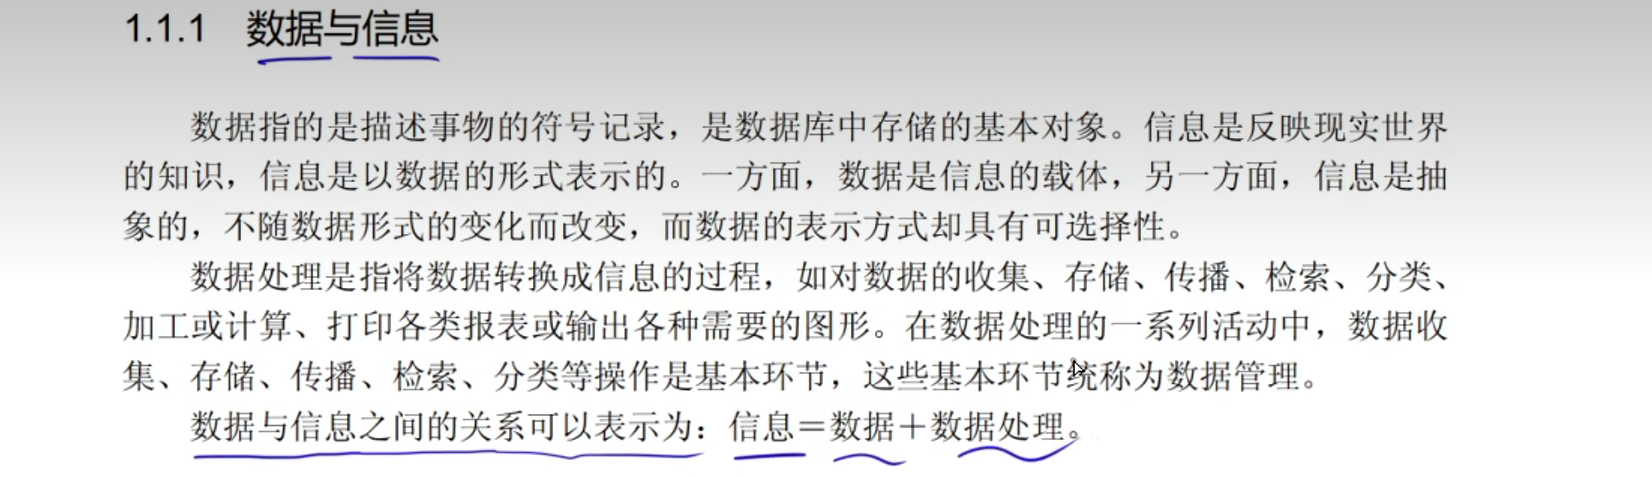 1.1.1 数据与信息
数据指的是描述事物的符号记录，是数据库中存储的基本对象。信息是反映现实世界
的知识，信息是以数据的形式表示的。一方面，数据是信息的载体，另一方面，信息是抽
象的，不随数据形式的变化而改变，而数据的表示方式却具有可选择性。
数据处理是指将数据转换成信息的过程，如对数据的收集、存储、传播、检索、分类、
加工或计算、打印各类报表或输出各种需要的图形。在数据处理的一系列活动中，数据收
集、存储、传播、检索、分类等操作是基本环节，这些基本环节统称为数据管理。
数据与信息之间的关系可以表示为：信息＝数据＋数据处理。